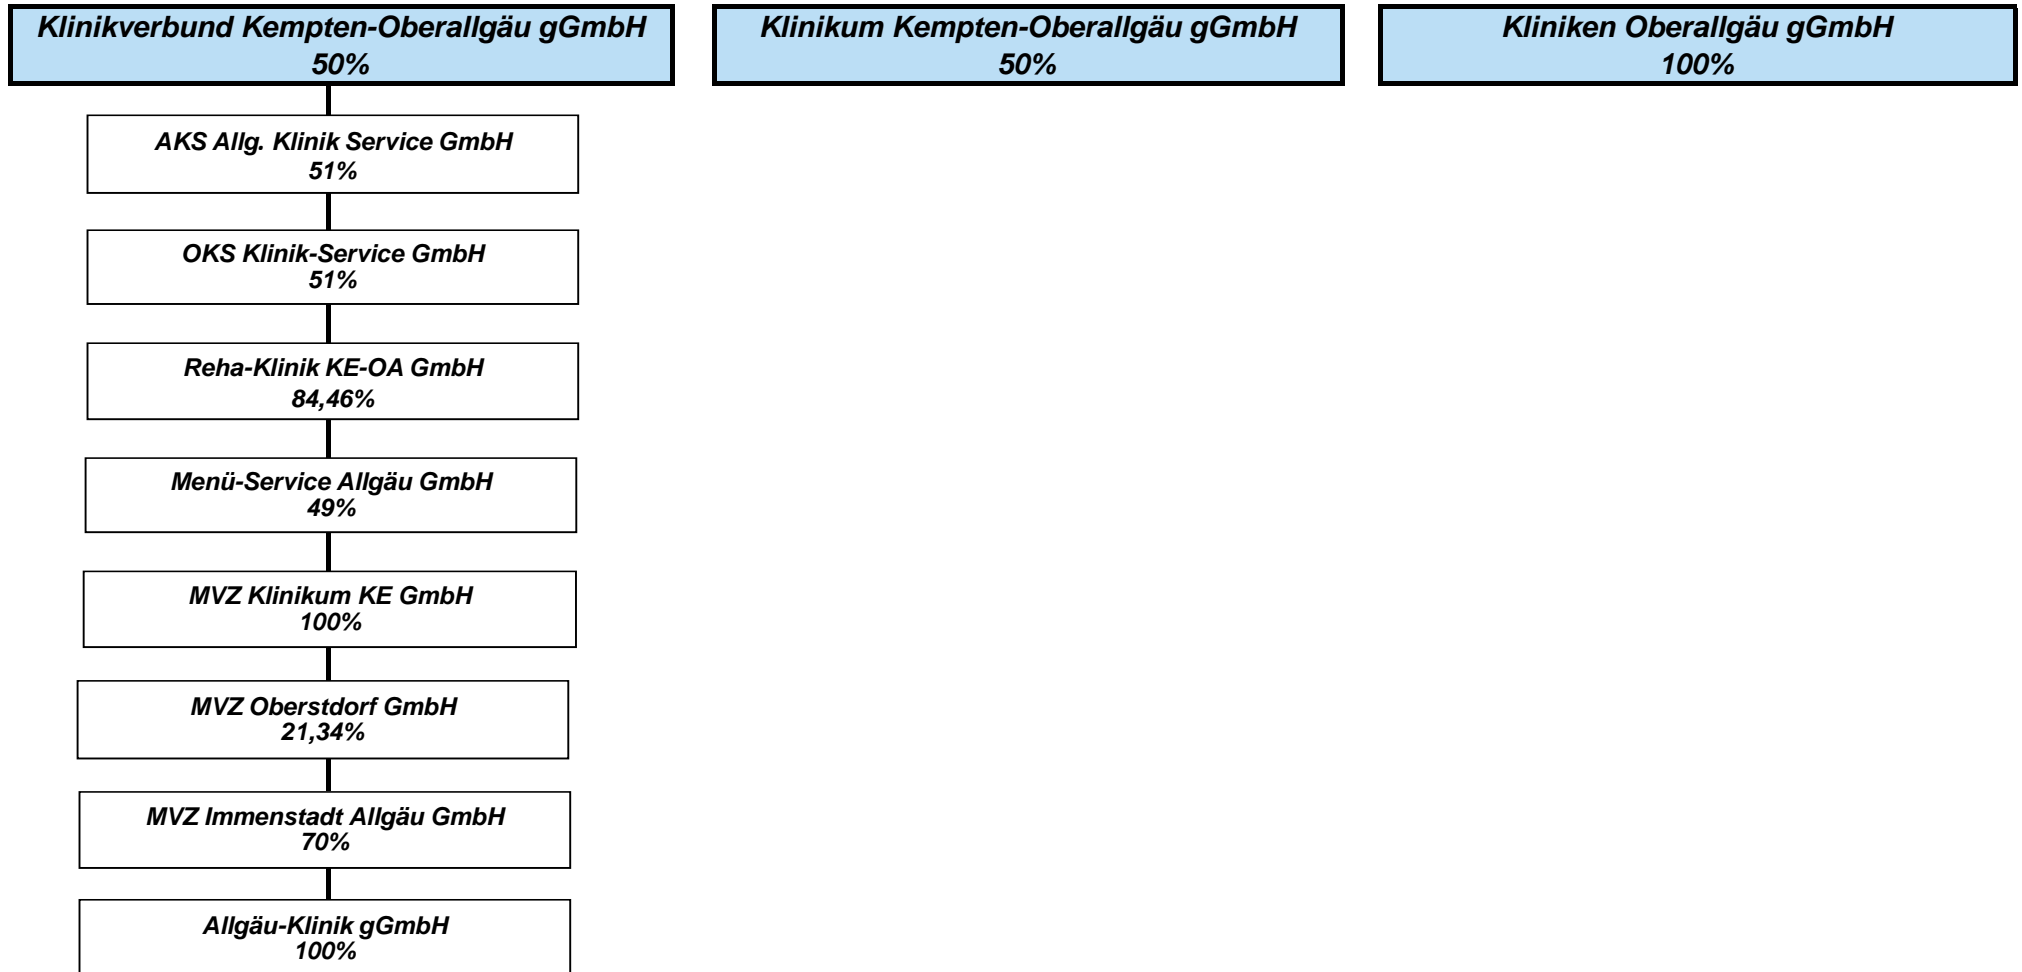 Klinikverbund Kempten-Oberallgäu gGmbH
50%
Klinikum Kempten-Oberallgäu gGmbH
50%
Kliniken Oberallgäu gGmbH
100%
AKS Allg. Klinik Service GmbH
51%
OKS Klinik-Service GmbH
51%
Reha-Klinik KE-OA GmbH
84,46%
Menü-Service Allgäu GmbH
49%
MVZ Klinikum KE GmbH
100%
MVZ Oberstdorf GmbH
21,34%
MVZ Immenstadt Allgäu GmbH
70%
Allgäu-Klinik gGmbH
100%